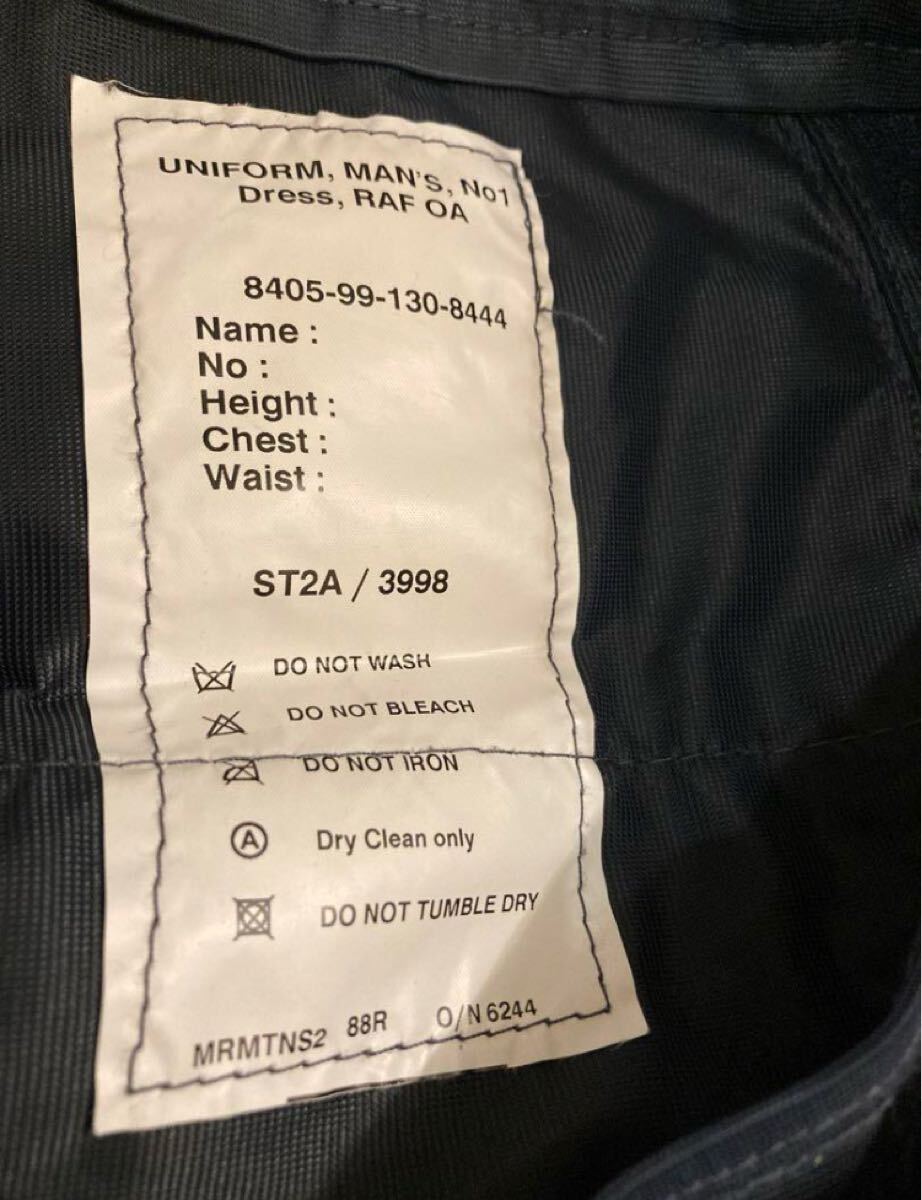 UNIFORM, MAN'S, No1
Dress, RAF OA
8405-99-130-8444
Name :
No :
Height :
Chest :
Waist :
ST2A / 3998
DO NOT WASH
DO NOT BLEACH
DO NOT IRON
A Dry Clean only
DO NOT TUMBLE DRY
MRMTNS2 88R O/N 6244